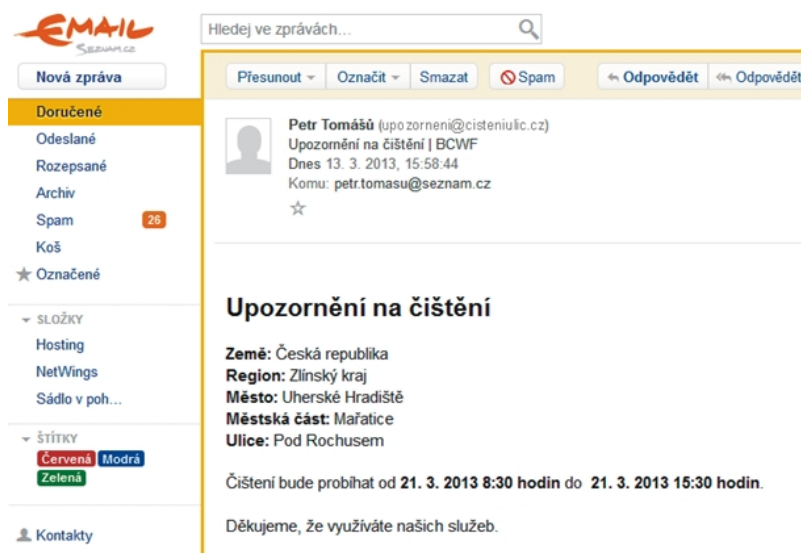 EMAIL
SEZNAM.CZ
Hledej ve zprávách...
Nová zpráva
Přesunout Označit Smazat Spam Odpovědět Odpovědět
Doručené
Odeslané
Rozepsané
Archiv
Spam 26
Koš
Označené
SLOŽKY
Hosting
NetWings
Sádlo v poh...
ŠTÍTKY
Červená Modrá
Zelená
Kontakty
Petr Tomášů (upozorneni@cisteniulic.cz)
Upozornění na čištění | BCWF
Dnes 13. 3. 2013, 15:58:44
Komu: petr.tomasu@seznam.cz
Upozornění na čištění
Země: Česká republika
Region: Zlínský kraj
Město: Uherské Hradiště
Městská část: Mařatice
Ulice: Pod Rochusem
Čištení bude probíhat od 21. 3. 2013 8:30 hodin do 21. 3. 2013 15:30 hodin.
Děkujeme, že využíváte našich služeb.